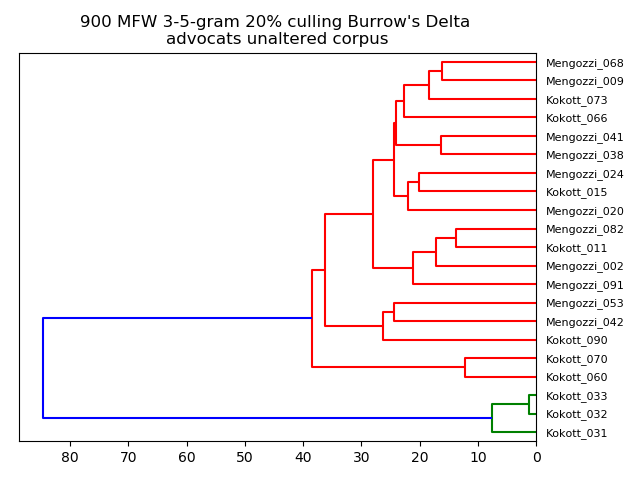 900 MFW 3-5-gram 20% culling Burrow's Delta
advocats unaltered corpus
Mengozzi_068
Mengozzi_009
Kokott_073
Kokott_066
Mengozzi_041
Mengozzi_038
Mengozzi_024
Kokott_015
Mengozzi_020
Mengozzi_082
Kokott_011
Mengozzi_002
Mengozzi_091
Mengozzi_053
Mengozzi_042
Kokott_090
Kokott_070
Kokott_060
Kokott_033
Kokott_032
Kokott_031
80 70 60 50 40 30 20 10 0